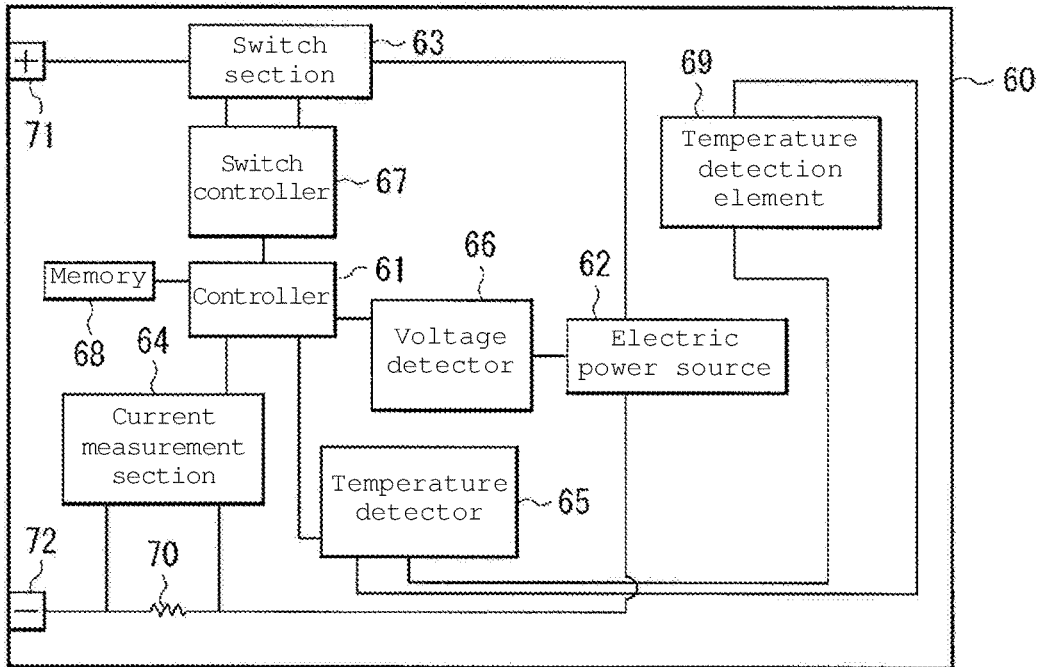 Switch
section
63
+
71
69
60
Temperature
detection
element
Switch
controller
67
66
62
Memory
68
Controller
61
Voltage
detector
Electric
power source
64
Current
measurement
section
Temperature
detector
65
72
−
70